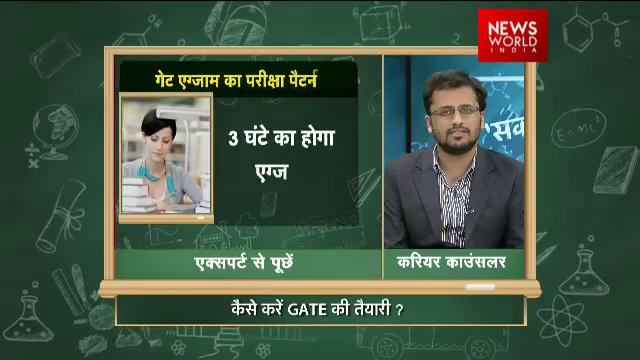 NEWS
WORLD
INDIA
गेट एग्जाम का परीक्षा पैटर्न
3 घंटे का होगा
एग्ज
एक्सपर्ट से पूछें
करियर काउंसलर
कैसे करें GATE की तैयारी ?